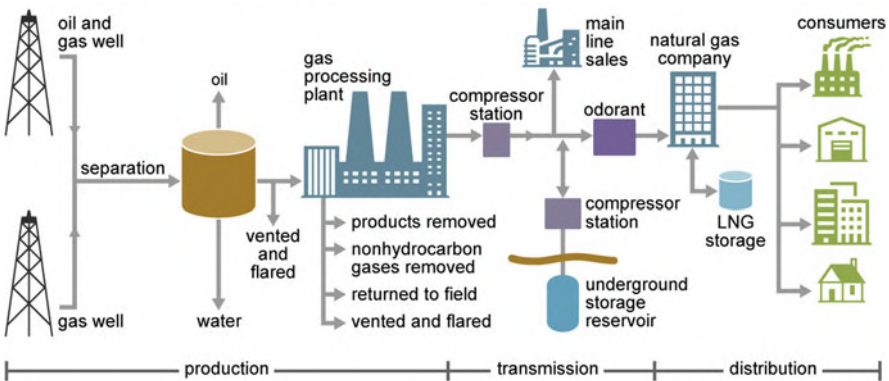 oil and
gas well
separation
gas well
oil
water
vented
and
flared
gas
processing
plant
products removed
nonhydrocarbon
gases removed
returned to field
vented and flared
compressor
station
main
line
sales
odorant
compressor
station
underground
storage
reservoir
natural gas
company
LNG
storage
consumers
production
transmission
distribution